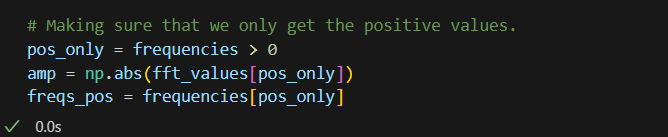 # Making sure that we only get the positive values.
pos_only = frequencies > 0
amp = np.abs(fft_values[pos_only])
freqs_pos = frequencies[pos_only]
0.0s